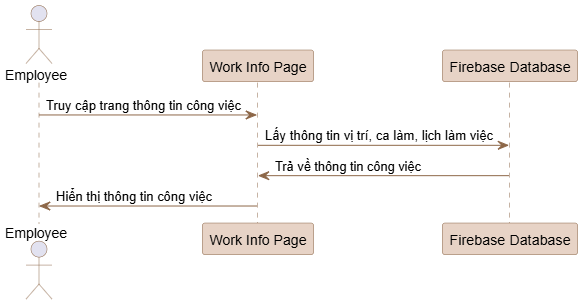 Employee
Work Info Page
Firebase Database
Truy cập trang thông tin công việc
Lấy thông tin vị trí, ca làm, lịch làm việc
Trả về thông tin công việc
Hiển thị thông tin công việc
Employee
Work Info Page
Firebase Database